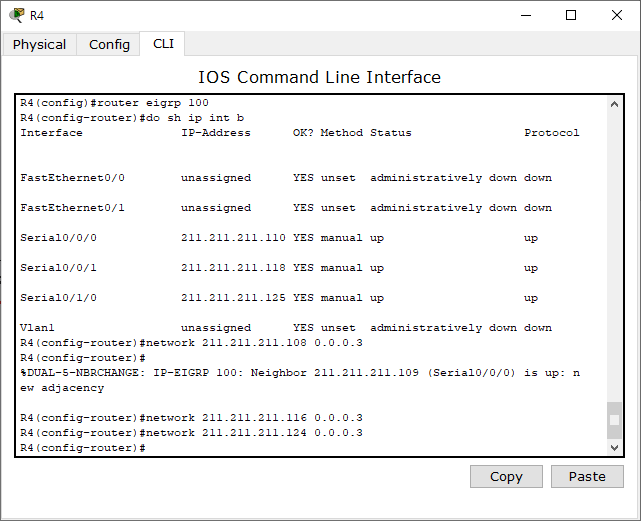 R4
Physical Config CLI
IOS Command Line Interface
R4(config)#router eigrp 100
R4(config-router)#do sh ip int b
Interface IP-Address OK? Method Status Protocol
FastEthernet0/0 unassigned YES unset administratively down down
FastEthernet0/1 unassigned YES unset administratively down down
Serial0/0/0 211.211.211.110 YES manual up up
Serial0/0/1 211.211.211.118 YES manual up up
Serial0/1/0 211.211.211.125 YES manual up up
Vlan1 unassigned YES unset administratively down down
R4(config-router)#network 211.211.211.108 0.0.0.3
R4(config-router)#
%DUAL-5-NBRCHANGE: IP-EIGRP 100: Neighbor 211.211.211.109 (Serial0/0/0) is up: n
ew adjacency
R4(config-router)#network 211.211.211.116 0.0.0.3
R4(config-router)#network 211.211.211.124 0.0.0.3
R4(config-router)#
Copy Paste